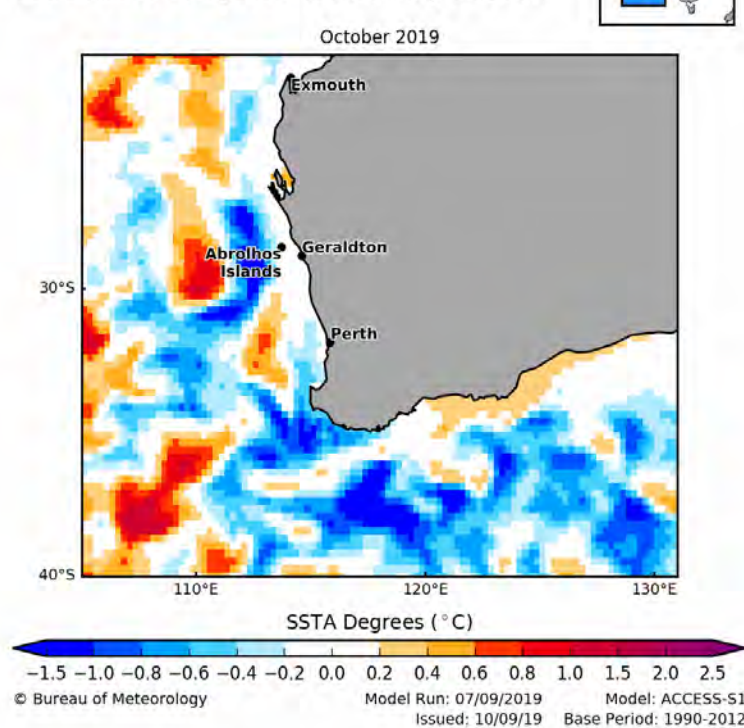 October 2019
Exmouth
Abrolhos
Islands
Geraldton
Perth
30°S
40°S
110°E
120°E
130°E
SSTA Degrees (°C)
−1.5 −1.0 −0.8 −0.6 −0.4 −0.2 0.0 0.2 0.4 0.6 0.8 1.0 1.5 2.0 2.5
© Bureau of Meteorology
Model Run: 07/09/2019
Model: ACCESS-S1
Issued: 10/09/19
Base Period: 1990-2012